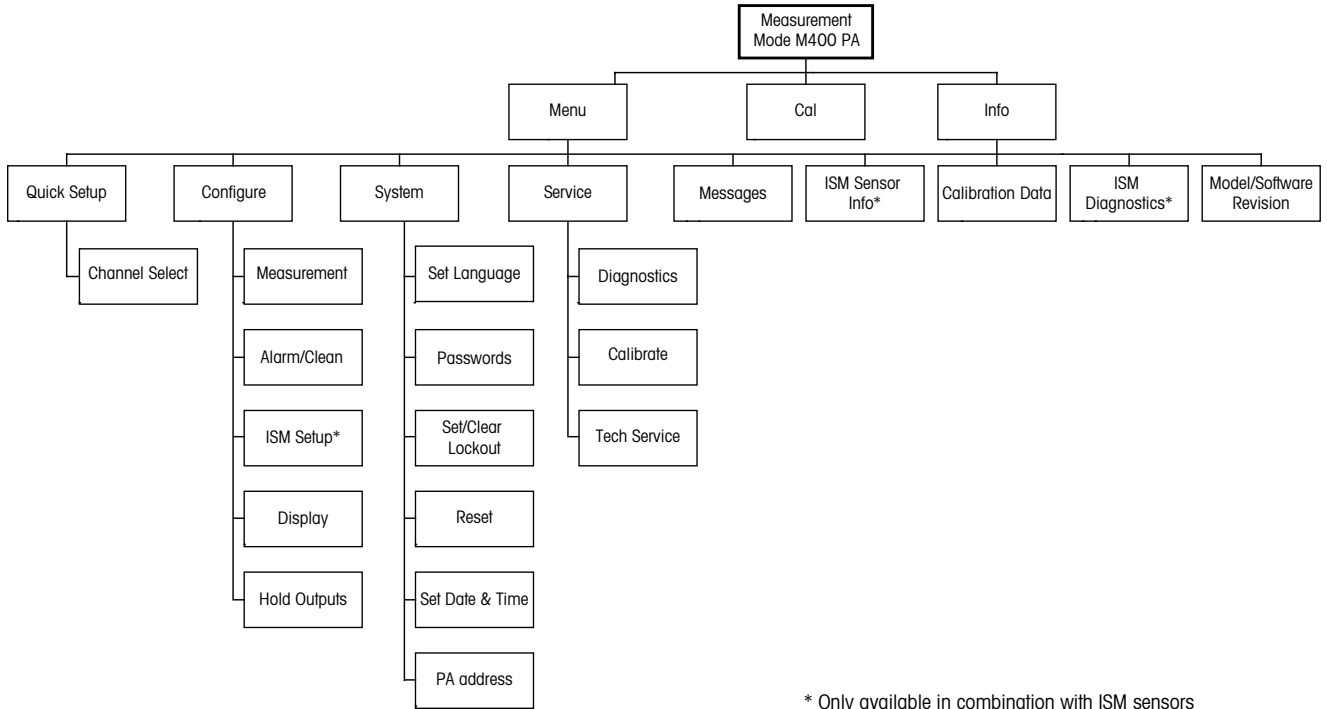 Measurement
Mode M400 PA
Menu
Cal
Info
Quick Setup
Configure
System
Service
Messages
ISM Sensor
Info*
Calibration Data
ISM
Diagnostics*
Model/Software
Revision
Channel Select
Measurement
Set Language
Diagnostics
Alarm/Clean
Passwords
Calibrate
ISM Setup*
Set/Clear
Lockout
Tech Service
Display
Reset
Hold Outputs
Set Date & Time
PA address
* Only available in combination with ISM sensors